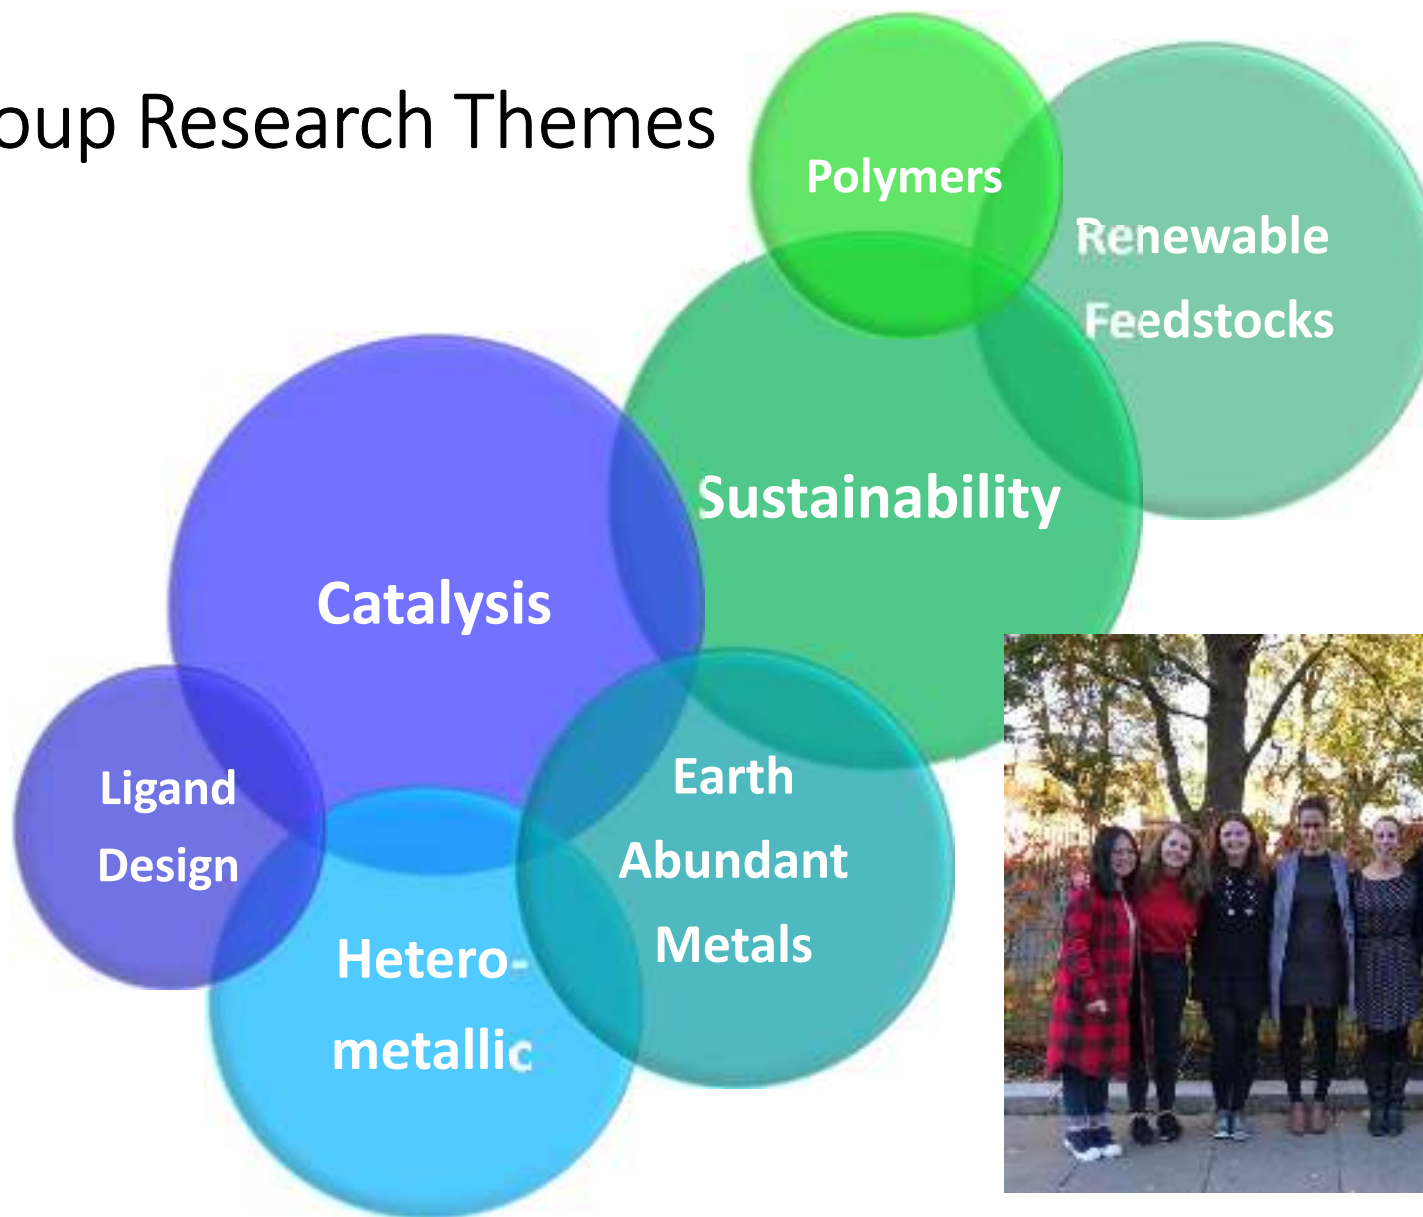 oup Research Themes
Polymers
Renewable
Feedstocks
Sustainability
Catalysis
Ligand
Design
Earth
Abundant
Metals
Hetero-
metallic